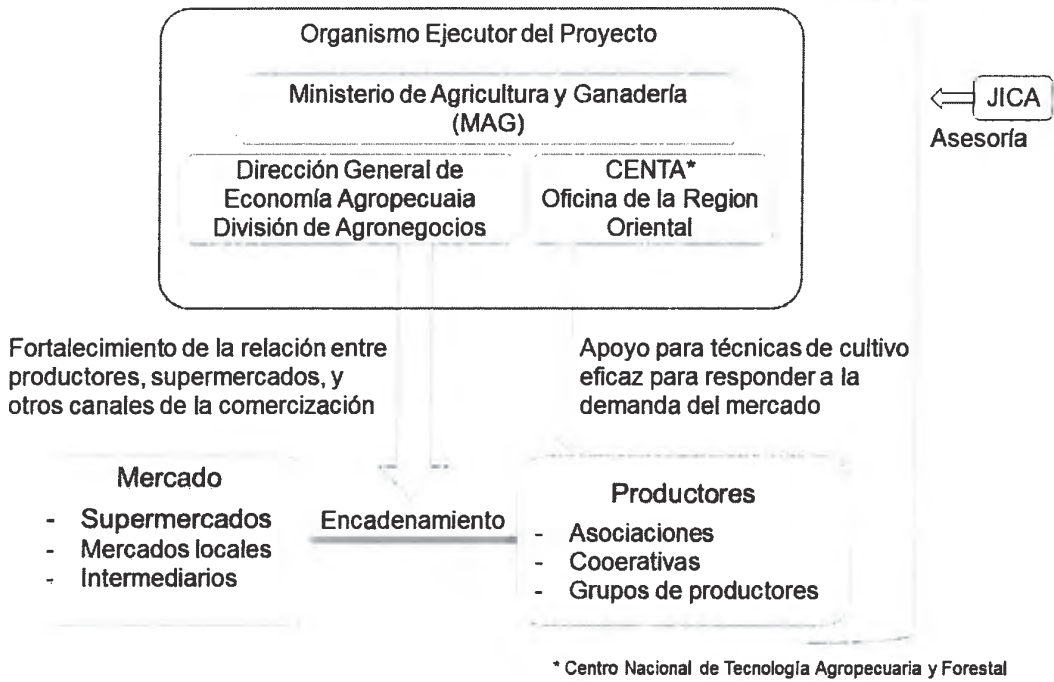 Organismo Ejecutor del Proyecto
Ministerio de Agricultura y Ganadería
(MAG)
Dirección General de
Economía Agropecuaia
División de Agronegocios
CENTA*
Oficina de la Region
Oriental
JICA
Asesoría
Fortalecimiento de la relación entre
productores, supermercados, y
otros canales de la comercización
Apoyo para técnicas de cultivo
eficaz para responder a la
demanda del mercado
Mercado
- Supermercados
- Mercados locales
- Intermediarios
Encadenamiento
Productores
- Asociaciones
- Cooerativas
- Grupos de productores
* Centro Nacional de Tecnología Agropecuaria y Forestal